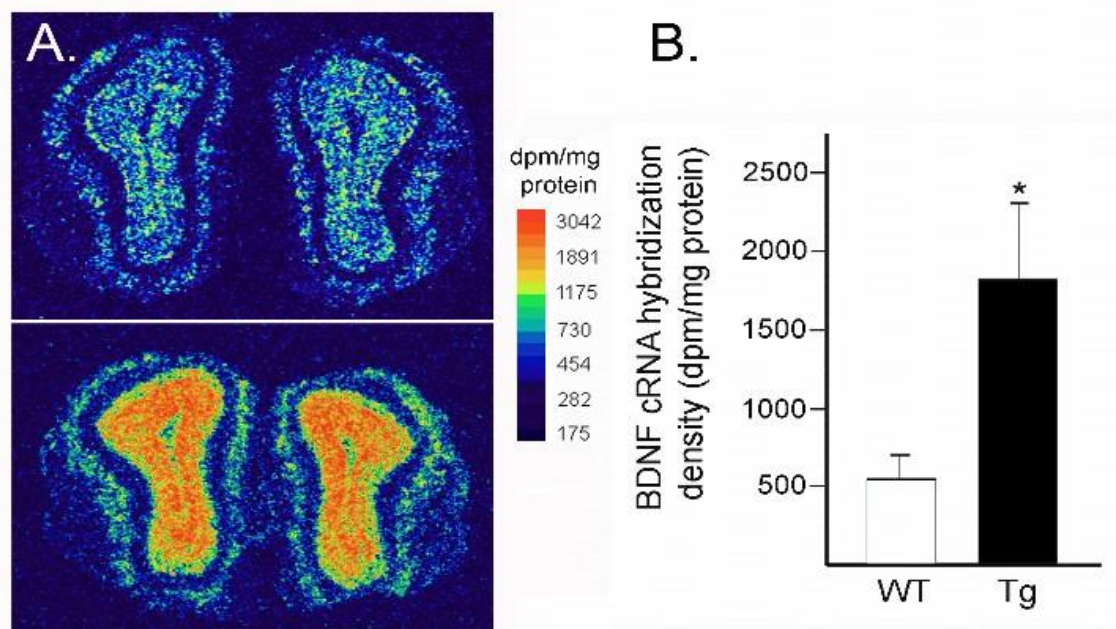 A.
B.
dpm/mg
protein
3042
1891
1175
730
454
282
175
BDNF cRNA hybridization
density (dpm/mg protein)
2500
2000
1500
1000
500
*
WT
Tg